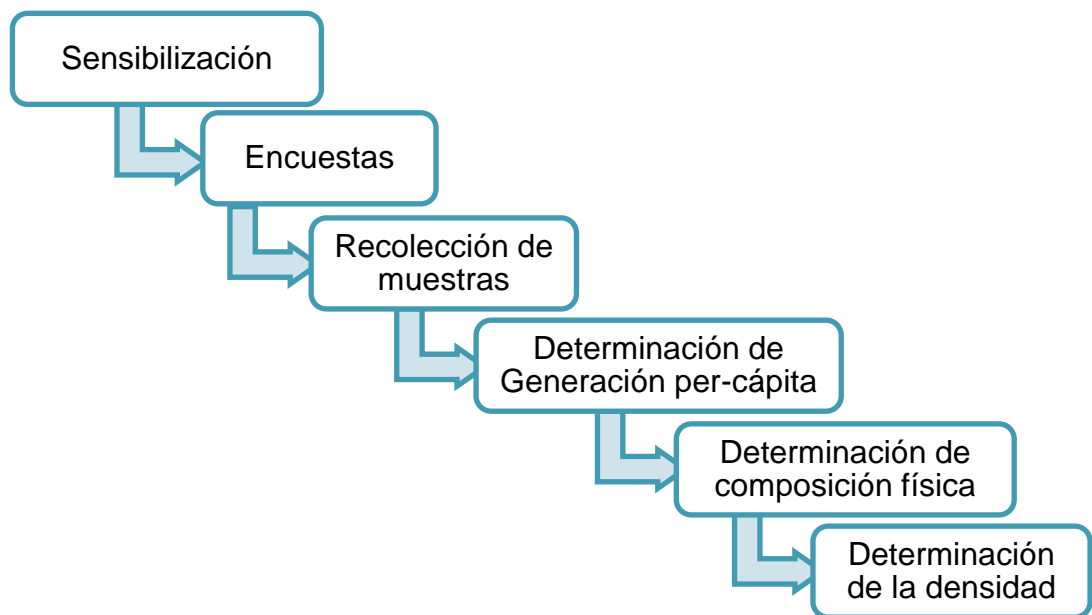 Sensibilización
Encuestas
Recolección de
muestras
Determinación de
Generación per-cápita
Determinación de
composición física
Determinación
de la densidad